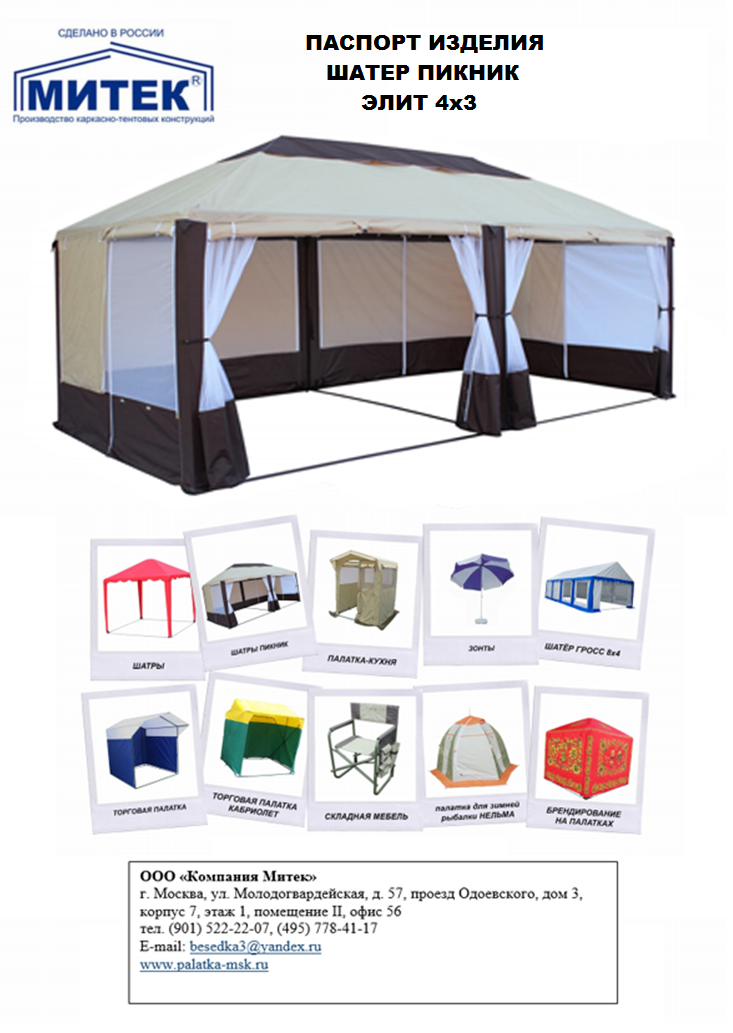 СДЕЛАНО В РОССИИ
МИТЕК R
Производство каркасно-тентовых конструкций
ПАСПОРТ ИЗДЕЛИЯ
ШАТЕР ПИКНИК
ЭЛИТ 4х3
ШАТРЫ
ШАТРЫ ПИКНИК
ПАЛАТКА-КУХНЯ
ЗОНТЫ
ШАТЁР ГРОСС 8х4
ТОРГОВАЯ ПАЛАТКА
ТОРГОВАЯ ПАЛАТКА
КАБРИОЛЕТ
СКЛАДНАЯ МЕБЕЛЬ
палатка для зимней
рыбалки НЕЛЬМА
БРЕНДИРОВАНИЕ
НА ПАЛАТКАХ
ООО «Компания Митек»
г. Москва, ул. Молодогвардейская, д. 57, проезд Одоевского, дом 3,
корпус 7, этаж 1, помещение II, офис 56
тел. (901) 522-22-07, (495) 778-41-17
E-mail: besedka3@yandex.ru
www.palatka-msk.ru